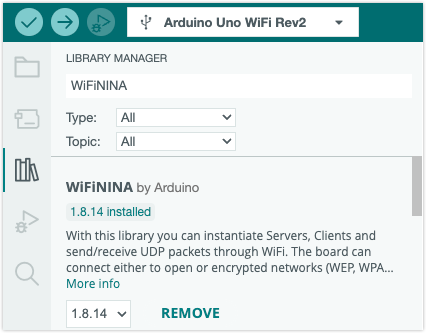 Arduino Uno WiFi Rev2
LIBRARY MANAGER
WiFiNINA
Type: All
Topic: All
WiFiNINA by Arduino
1.8.14 installed
With this library you can instantiate Servers, Clients and
send/receive UDP packets through WiFi. The board can
connect either to open or encrypted networks (WEP, WPA...
More info
1.8.14 REMOVE